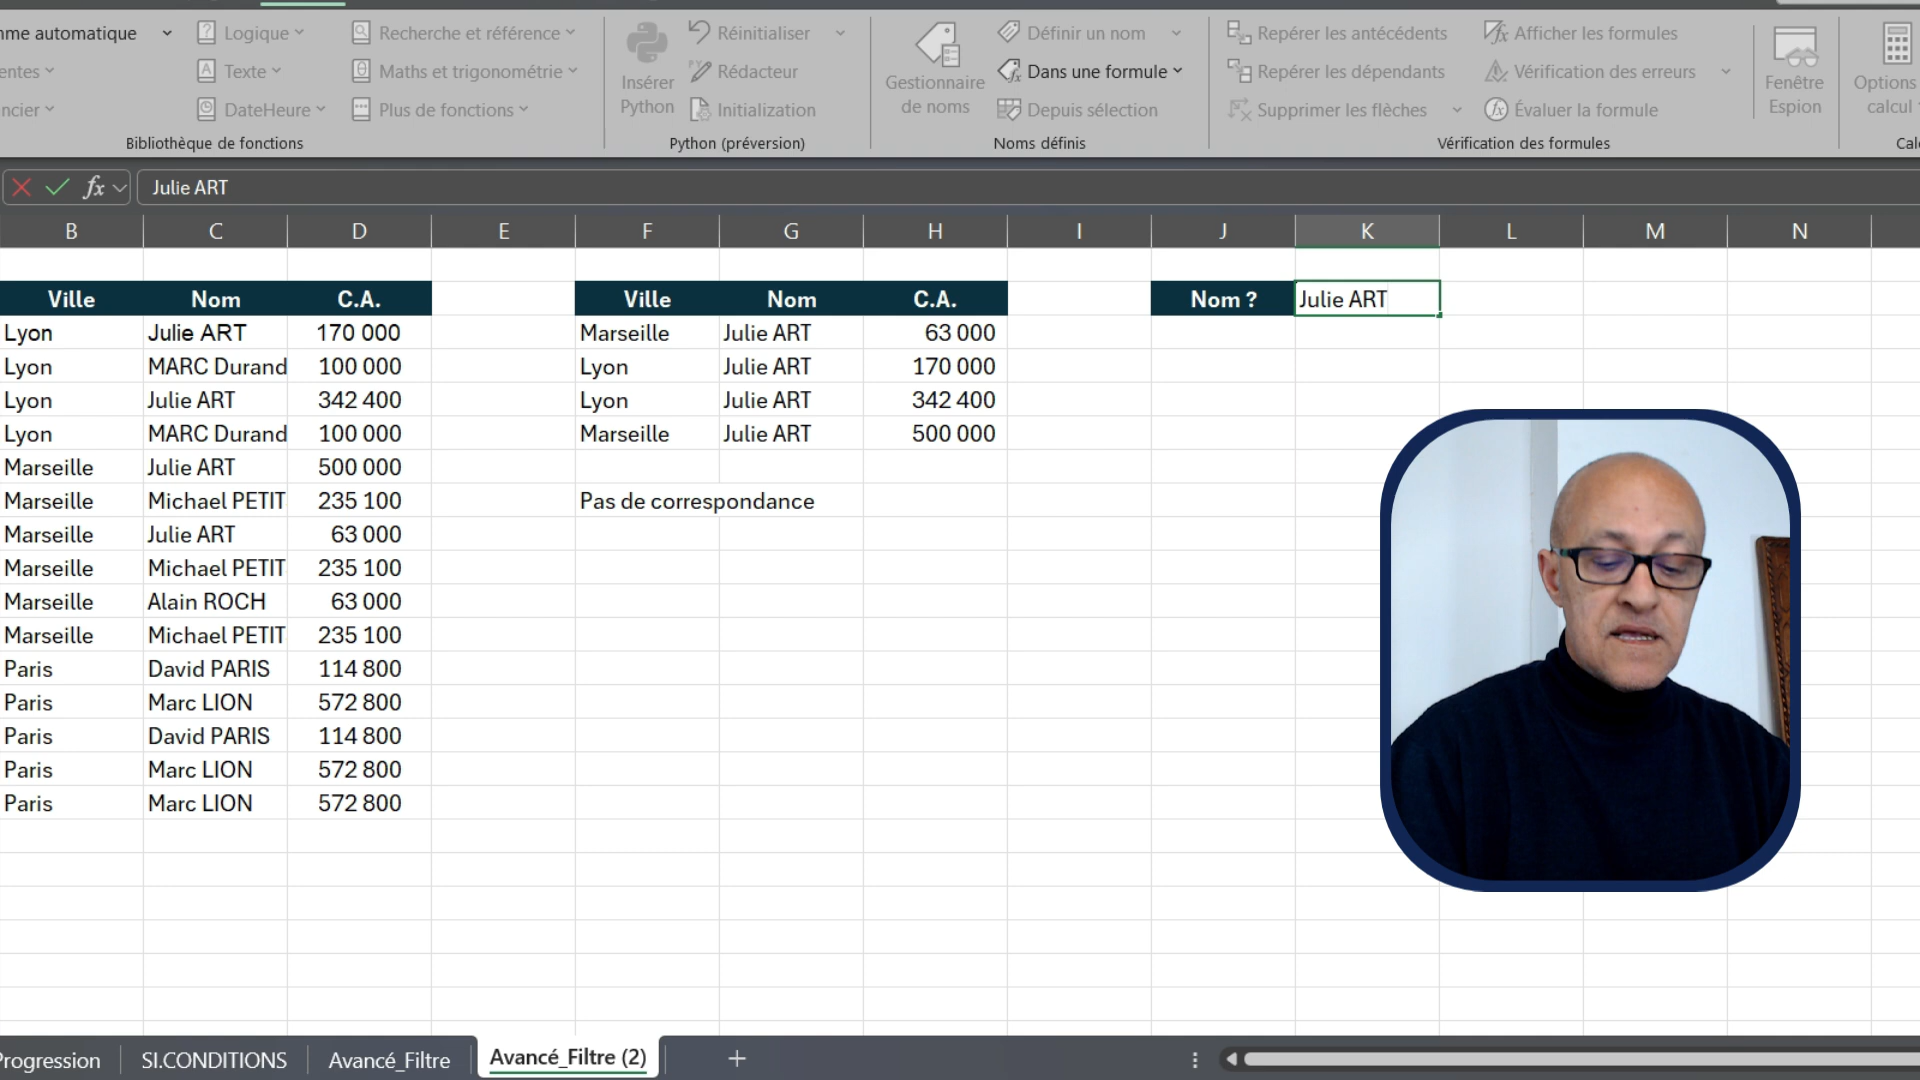 mme automatique
Logique
Recherche et référence
entes
Texte
Maths et trigonométrie
ncier
DateHeure
Plus de fonctions
Bibliothèque de fonctions
Insérer
Python
Réinitialiser
Rédacteur
Initialization
Python (préversion)
Gestionnaire
de noms
Définir un nom
Dans une formule
Depuis sélection
Noms définis
Repérer les antécédents
Afficher les formules
Repérer les dépendants
Vérification des erreurs
Supprimer les flèches
Évaluer la formule
Vérification des formules
Fenêtre
Espion
Options
calcul
Calc
fx Julie ART
B C D E F G H I J K L M N
Ville Nom C.A. Ville Nom C.A. Nom ? Julie ART
Lyon Julie ART 170 000 Marseille Julie ART 63 000
Lyon MARC Durand 100 000 Lyon Julie ART 170 000
Lyon Julie ART 342 400 Lyon Julie ART 342 400
Lyon MARC Durand 100 000 Marseille Julie ART 500 000
Marseille Julie ART 500 000
Marseille Michael PETIT 235 100 Pas de correspondance
Marseille Julie ART 63 000
Marseille Michael PETIT 235 100
Marseille Alain ROCH 63 000
Marseille Michael PETIT 235 100
Paris David PARIS 114 800
Paris Marc LION 572 800
Paris David PARIS 114 800
Paris Marc LION 572 800
Paris Marc LION 572 800
Progression SI.CONDITIONS Avancé_Filtre Avancé_Filtre (2)